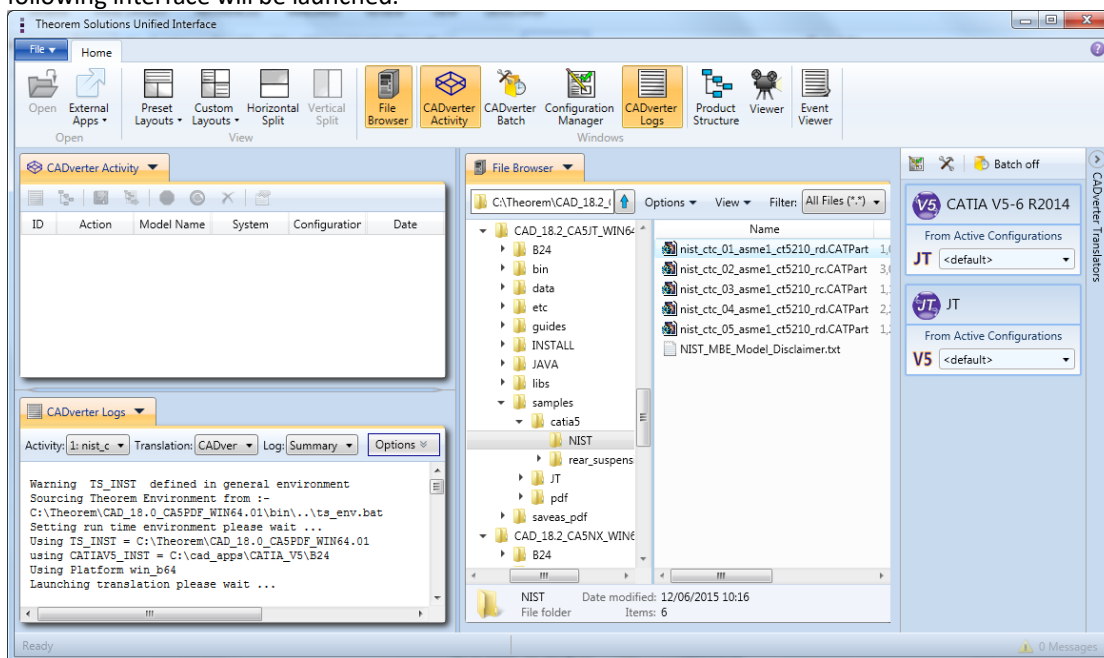 following interface will be launched:
Theorem Solutions Unified Interface
File
Home
Open
External Apps
Preset Layouts
Custom Layouts
Horizontal Split
Vertical Split
File Browser
CADverter Activity
CADverter Batch
Configuration Manager
CADverter Logs
Product Structure
Viewer
Event Viewer
Open
View
Windows
CADverter Activity
ID Action Model Name System Configuration Date
CADverter Logs
Activity: 1: nist_c Translation: CADver Log: Summary Options
Warning TS_INST defined in general environment
Sourcing Theorem Environment from :-
C:\Theorem\CAD_18.0_CA5PDF_WIN64.01\bin\..\ts_env.bat
Setting run time environment please wait ...
Using TS_INST = C:\Theorem\CAD_18.0_CA5PDF_WIN64.01
using CATIAV5_INST = C:\cad_apps\CATIA_V5\B24
Using Platform win_b64
Launching translation please wait ...
File Browser
C:\Theorem\CAD_18.2_( Options View Filter: All Files (*.*)
CAD_18.2_CA5JT_WIN64
B24
bin
data
etc
guides
INSTALL
JAVA
libs
samples
catia5
NIST
rear_suspens
JT
pdf
saveas_pdf
CAD_18.2_CA5NX_WIN6
B24
Name
nist_ctc_01_asme1_ct5210_rd.CATPart
nist_ctc_02_asme1_ct5210_rc.CATPart
nist_ctc_03_asme1_ct5210_rc.CATPart
nist_ctc_04_asme1_ct5210_rd.CATPart
nist_ctc_05_asme1_ct5210_rd.CATPart
NIST_MBE_Model_Disclaimer.txt
NIST Date modified: 12/06/2015 10:16
File folder Items: 6
Batch off
V5 CATIA V5-6 R2014
From Active Configurations
JT <default>
JT JT
From Active Configurations
V5 <default>
CADverter Translators
Ready
0 Messages